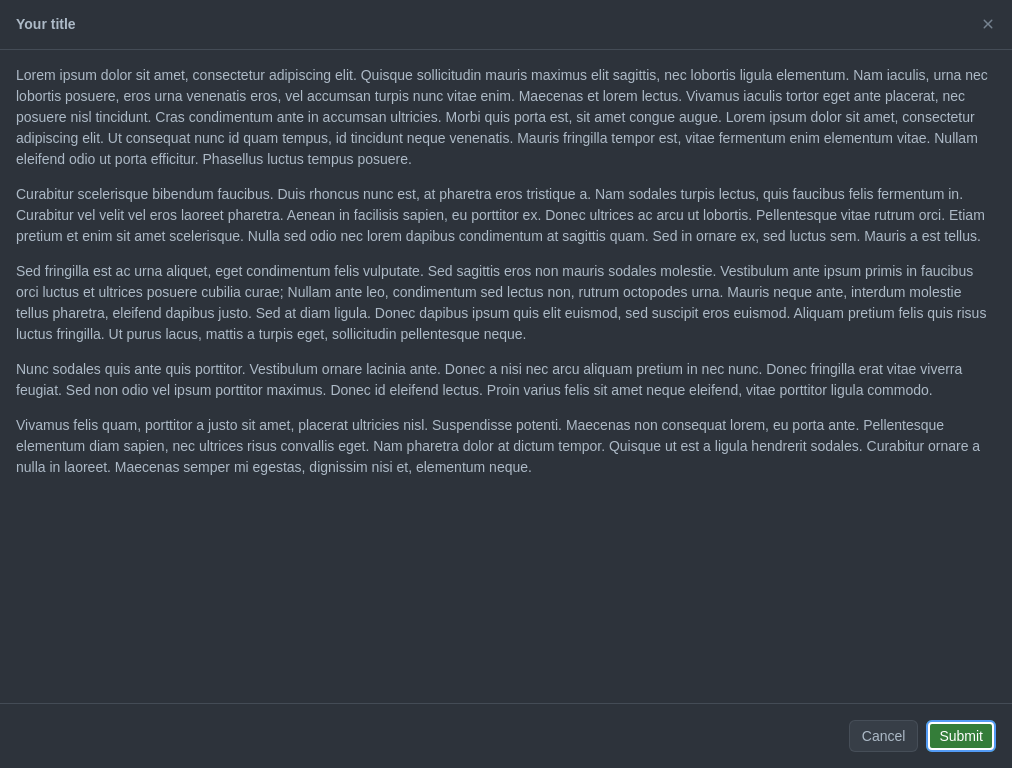 Your title
Lorem ipsum dolor sit amet, consectetur adipiscing elit. Quisque sollicitudin mauris maximus elit sagittis, nec lobortis ligula elementum. Nam iaculis, urna nec
lobortis posuere, eros urna venenatis eros, vel accumsan turpis nunc vitae enim. Maecenas et lorem lectus. Vivamus iaculis tortor eget ante placerat, nec
posuere nisl tincidunt. Cras condimentum ante in accumsan ultricies. Morbi quis porta est, sit amet congue augue. Lorem ipsum dolor sit amet, consectetur
adipiscing elit. Ut consequat nunc id quam tempus, id tincidunt neque venenatis. Mauris fringilla tempor est, vitae fermentum enim elementum vitae. Nullam
eleifend odio ut porta efficitur. Phasellus luctus tempus posuere.
Curabitur scelerisque bibendum faucibus. Duis rhoncus nunc est, at pharetra eros tristique a. Nam sodales turpis lectus, quis faucibus felis fermentum in.
Curabitur vel velit vel eros laoreet pharetra. Aenean in facilisis sapien, eu porttitor ex. Donec ultrices ac arcu ut lobortis. Pellentesque vitae rutrum orci. Etiam
pretium et enim sit amet scelerisque. Nulla sed odio nec lorem dapibus condimentum at sagittis quam. Sed in ornare ex, sed luctus sem. Mauris a est tellus.
Sed fringilla est ac urna aliquet, eget condimentum felis vulputate. Sed sagittis eros non mauris sodales molestie. Vestibulum ante ipsum primis in faucibus
orci luctus et ultrices posuere cubilia curae; Nullam ante leo, condimentum sed lectus non, rutrum octopodes urna. Mauris neque ante, interdum molestie
tellus pharetra, eleifend dapibus justo. Sed at diam ligula. Donec dapibus ipsum quis elit euismod, sed suscipit eros euismod. Aliquam pretium felis quis risus
luctus fringilla. Ut purus lacus, mattis a turpis eget, sollicitudin pellentesque neque.
Nunc sodales quis ante quis porttitor. Vestibulum ornare lacinia ante. Donec a nisi nec arcu aliquam pretium in nec nunc. Donec fringilla erat vitae viverra
feugiat. Sed non odio vel ipsum porttitor maximus. Donec id eleifend lectus. Proin varius felis sit amet neque eleifend, vitae porttitor ligula commodo.
Vivamus felis quam, porttitor a justo sit amet, placerat ultricies nisl. Suspendisse potenti. Maecenas non consequat lorem, eu porta ante. Pellentesque
elementum diam sapien, nec ultrices risus convallis eget. Nam pharetra dolor at dictum tempor. Quisque ut est a ligula hendrerit sodales. Curabitur ornare a
nulla in laoreet. Maecenas semper mi egestas, dignissim nisi et, elementum neque.
Cancel
Submit